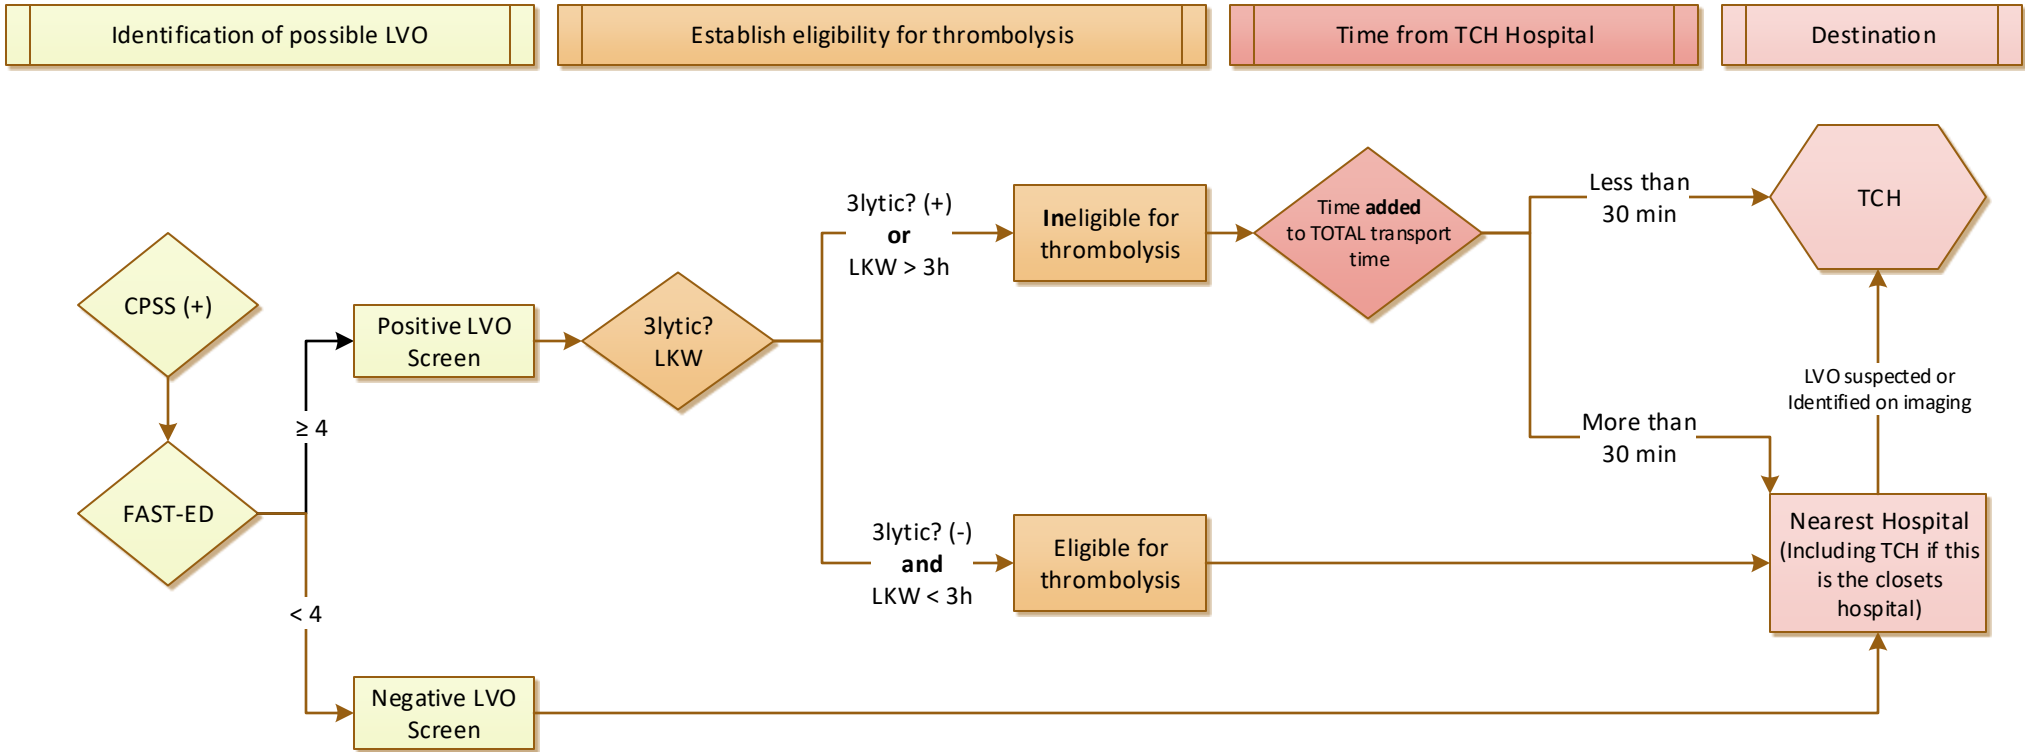 Identification of possible LVO
Establish eligibility for thrombolysis
Time from TCH Hospital
Destination
CPSS (+)
FAST-ED
≥ 4
< 4
Positive LVO
Screen
Negative LVO
Screen
3lytic?
LKW
3lytic? (+)
or
LKW > 3h
Ineligible for
thrombolysis
3lytic? (-)
and
LKW < 3h
Eligible for
thrombolysis
Time added
to TOTAL transport
time
Less than
30 min
More than
30 min
TCH
LVO suspected or
Identified on imaging
Nearest Hospital
(Including TCH if this
is the closets
hospital)